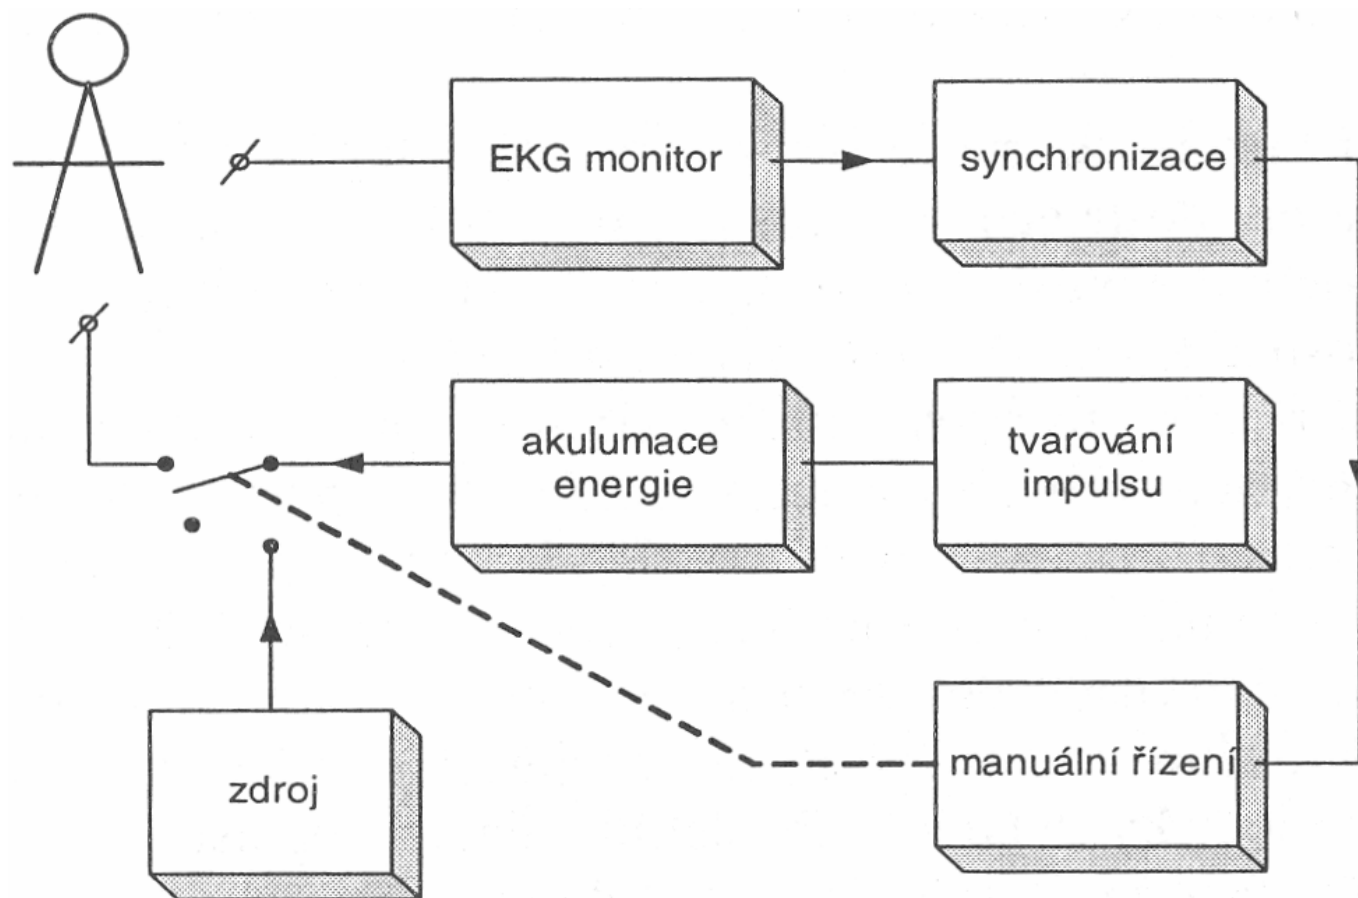 EKG monitor
synchronizace
akulumace
energie
tvarování
impulsu
zdroj
manuální řízení